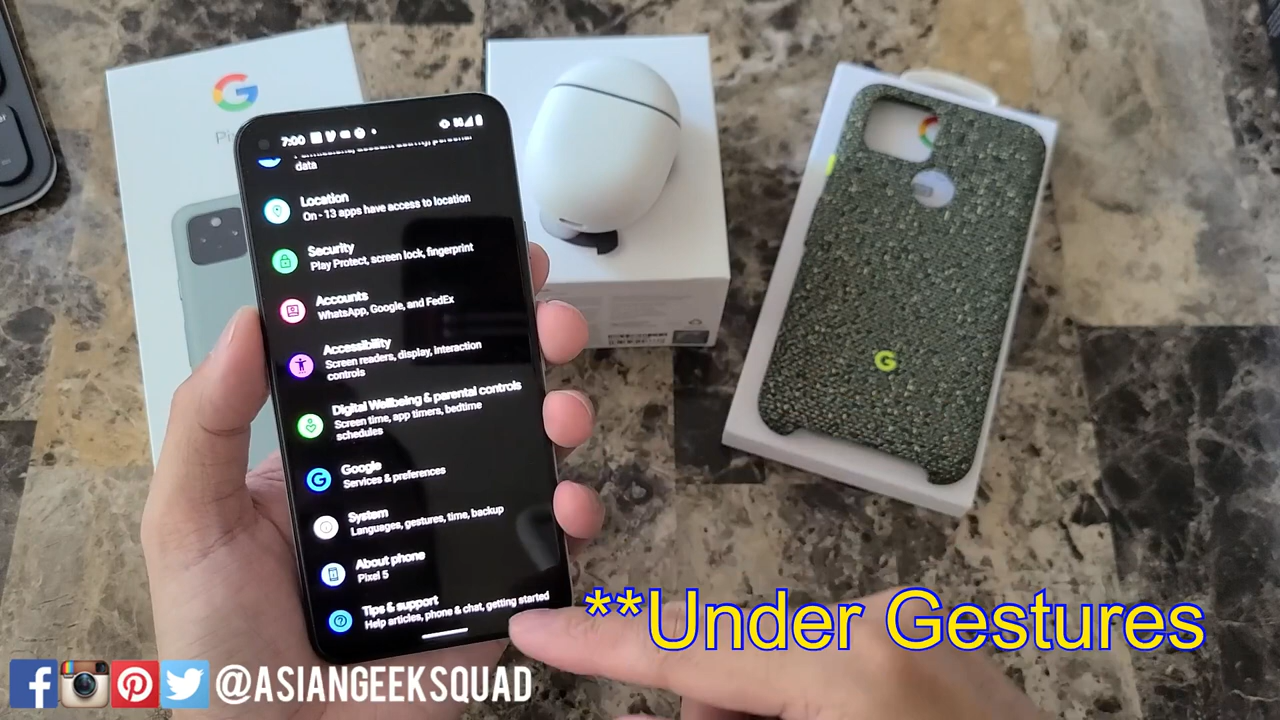 Pi
7:00
5G
data
Location
On - 13 apps have access to location
Security
Play Protect, screen lock, fingerprint
Accounts
WhatsApp, Google, and FedEx
Accessibility
Screen readers, display, interaction
controls
Digital Wellbeing & parental controls
Screen time, app timers, bedtime
schedules
Google
Services & preferences
System
Languages, gestures, time, backup
About phone
Pixel 5
Tips & support
Help articles, phone & chat, getting started
**Under Gestures
@ASIANGEEKSQUAD